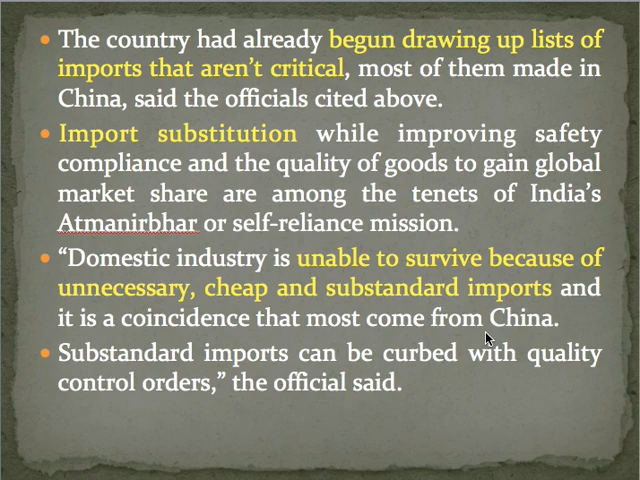 • The country had already begun drawing up lists of
imports that aren’t critical, most of them made in
China, said the officials cited above.
• Import substitution while improving safety
compliance and the quality of goods to gain global
market share are among the tenets of India’s
Atmanirbhar or self-reliance mission.
• “Domestic industry is unable to survive because of
unnecessary, cheap and substandard imports and
it is a coincidence that most come from China.
• Substandard imports can be curbed with quality
control orders,” the official said.